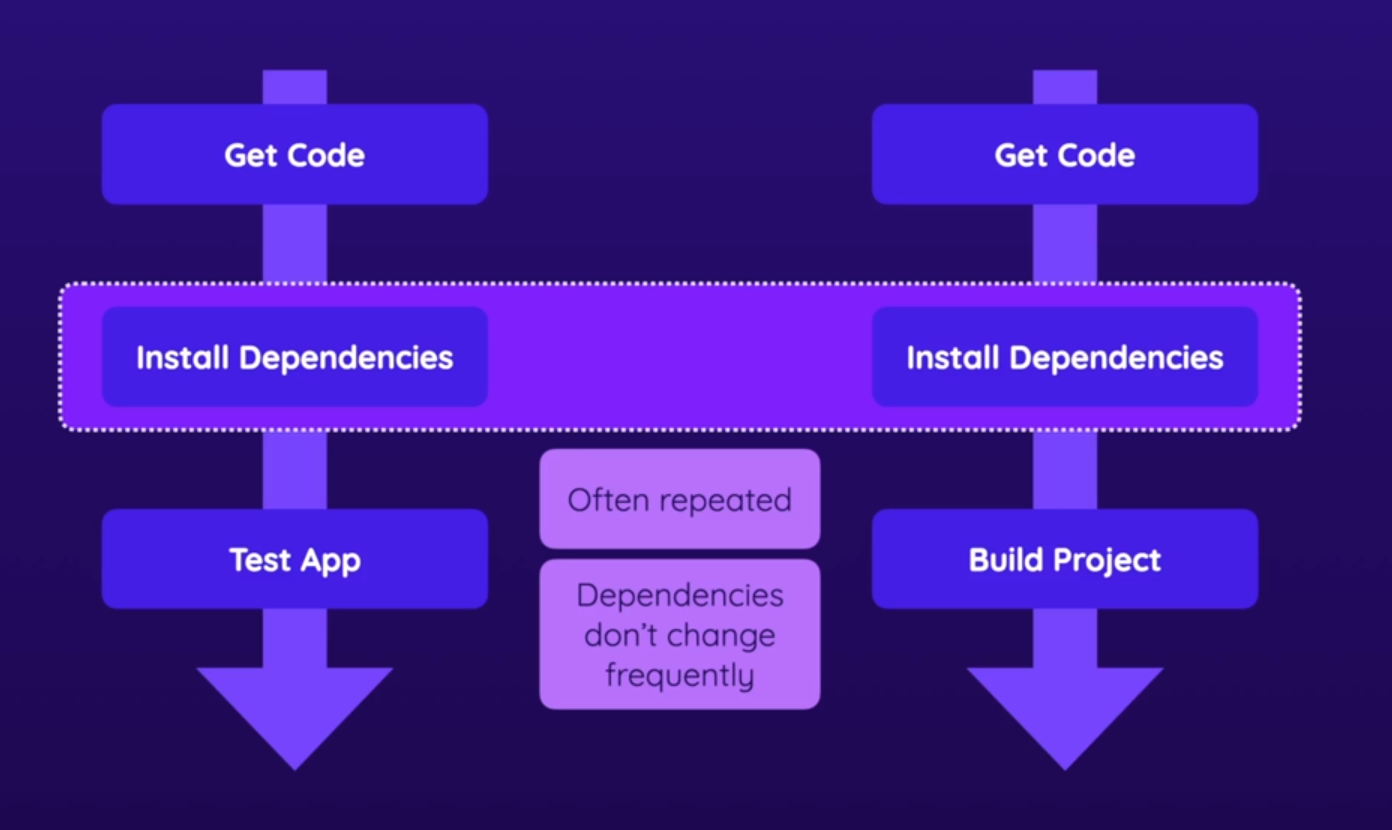 Get Code
Get Code
Install Dependencies
Install Dependencies
Often repeated
Test App
Build Project
Dependencies
don’t change
frequently